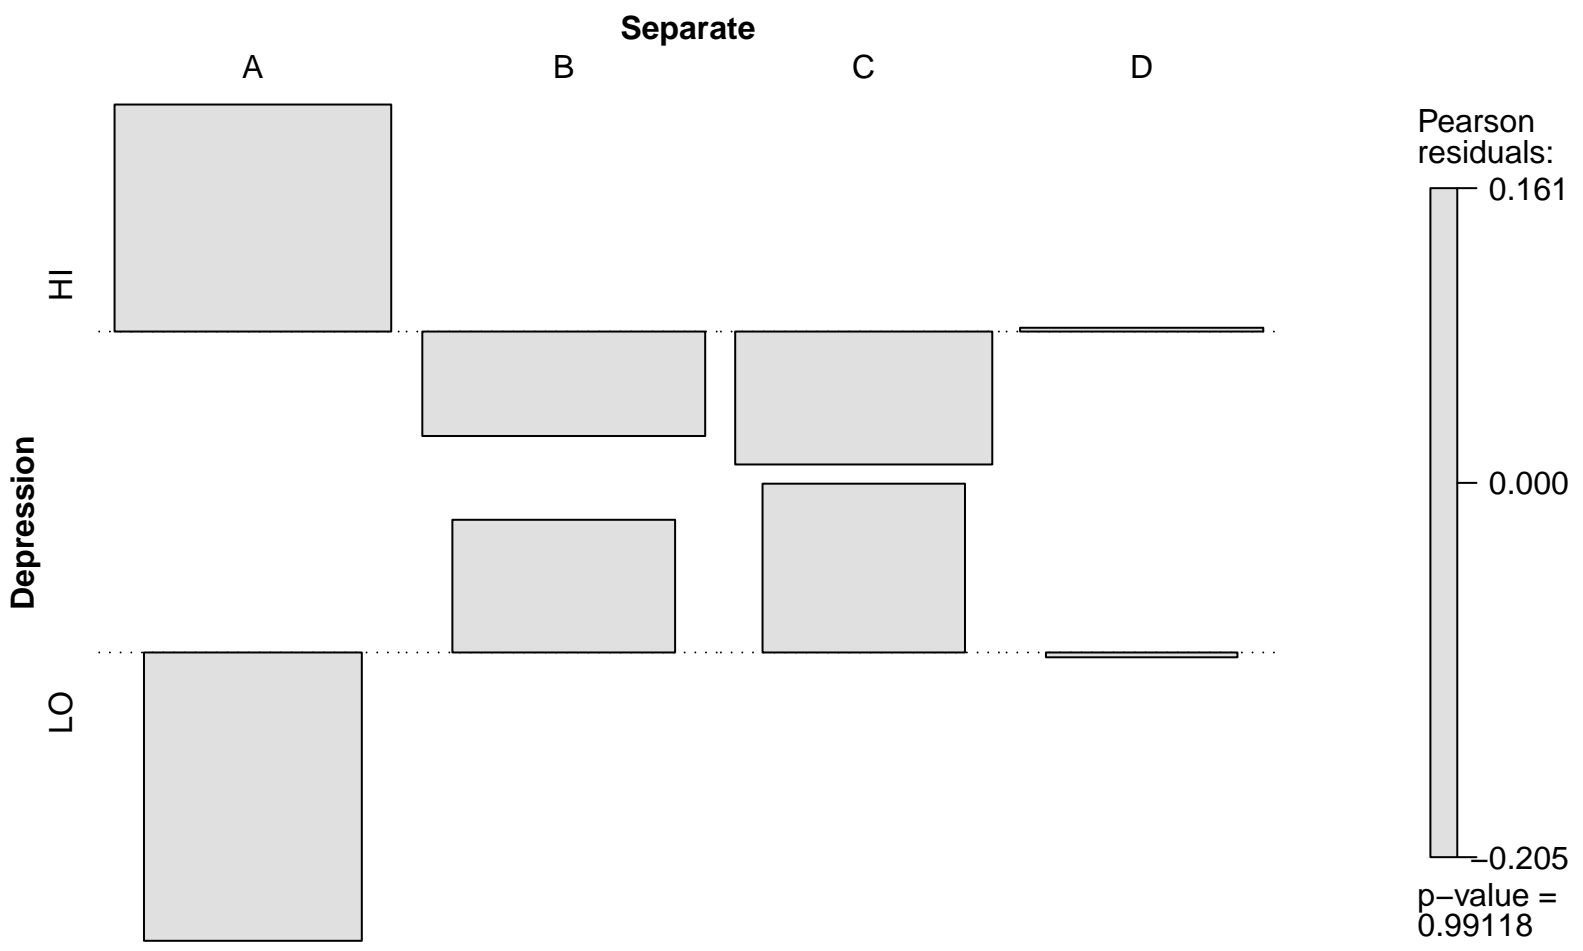 Separate
A B C D
HI
Depression
LO
Pearson
residuals:
0.161
0.000
−0.205
p−value =
0.99118